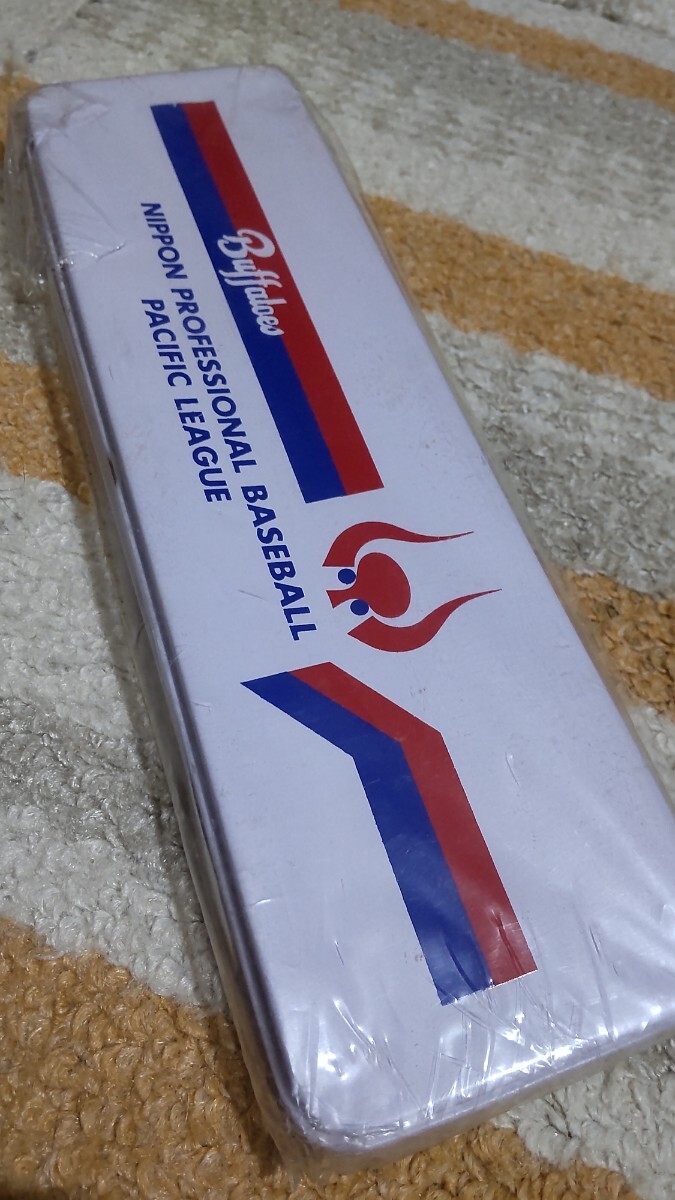 Buffaloes
NIPPON PROFESSIONAL BASEBALL
PACIFIC LEAGUE